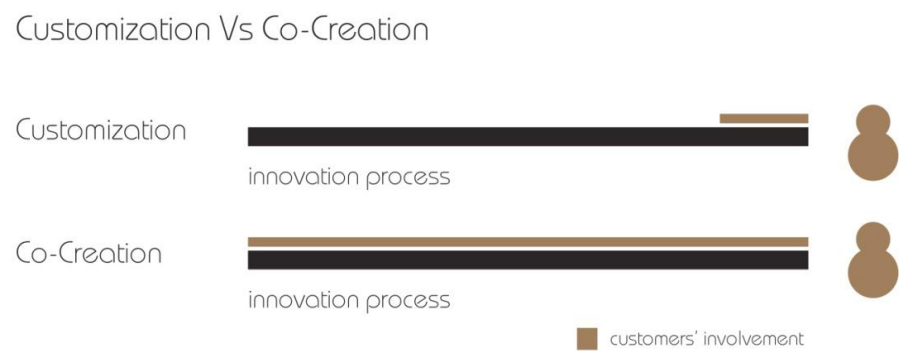 Customization Vs Co-Creation
Customization
innovation process
Co-Creation
innovation process
customers' involvement